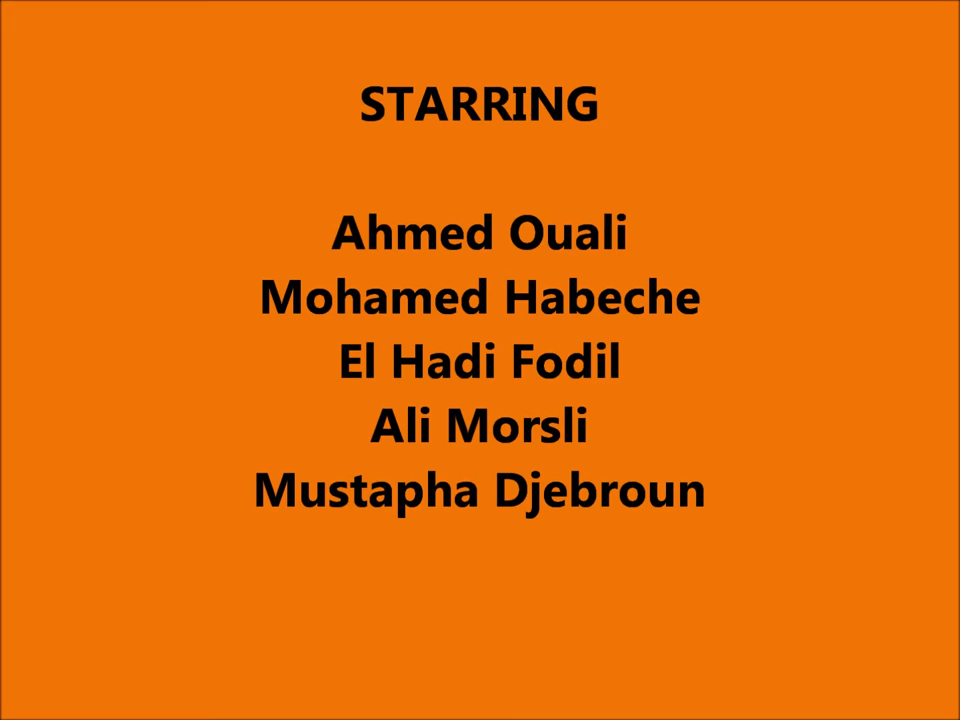 STARRING
Ahmed Ouali
Mohamed Habeche
El Hadi Fodil
Ali Morsli
Mustapha Djebroun